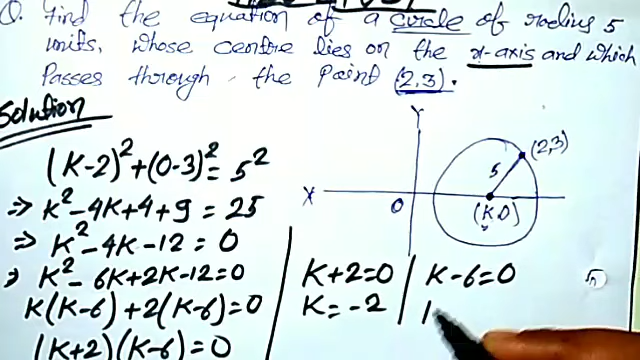 Q. Find the equation of a circle of radius 5
units, whose centre lies on the x-axis and which
Passes through the point (2,3).
Solution
(K-2)²+(0-3)²=5²
⇒ K²-4K+4+9=25
⇒ K²-4K-12=0
⇒ K²-6K+2K-12=0
K(K-6)+2(K-6)=0
(K+2)(K-6)=0
Y
X
O
5
(2,3)
(K,0)
K+2=0
K=-2
K-6=0